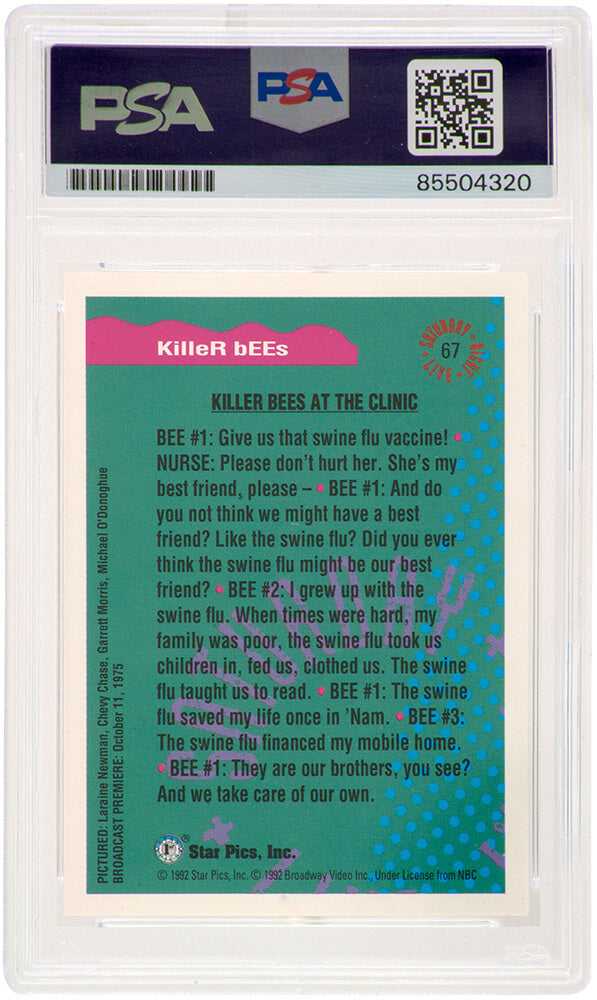 PSA
PSA
85504320
KilleR bEEs
SATURDAY NIGHT LIVE
67
KILLER BEES AT THE CLINIC
BEE #1: Give us that swine flu vaccine! •
NURSE: Please don't hurt her. She's my
best friend, please – • BEE #1: And do
you not think we might have a best
friend? Like the swine flu? Did you ever
think the swine flu might be our best
friend? • BEE #2: I grew up with the
swine flu. When times were hard, my
family was poor, the swine flu took us
children in, fed us, clothed us. The swine
flu taught us to read. • BEE #1: The swine
flu saved my life once in 'Nam. • BEE #3:
The swine flu financed my mobile home.
• BEE #1: They are our brothers, you see?
And we take care of our own.
PICTURED: Laraine Newman, Chevy Chase, Garrett Morris, Michael O'Donoghue
BROADCAST PREMIERE: October 11, 1975
® Star Pics, Inc.
© 1992 Star Pics, Inc. © 1992 Broadway Video Inc., Under License from NBC